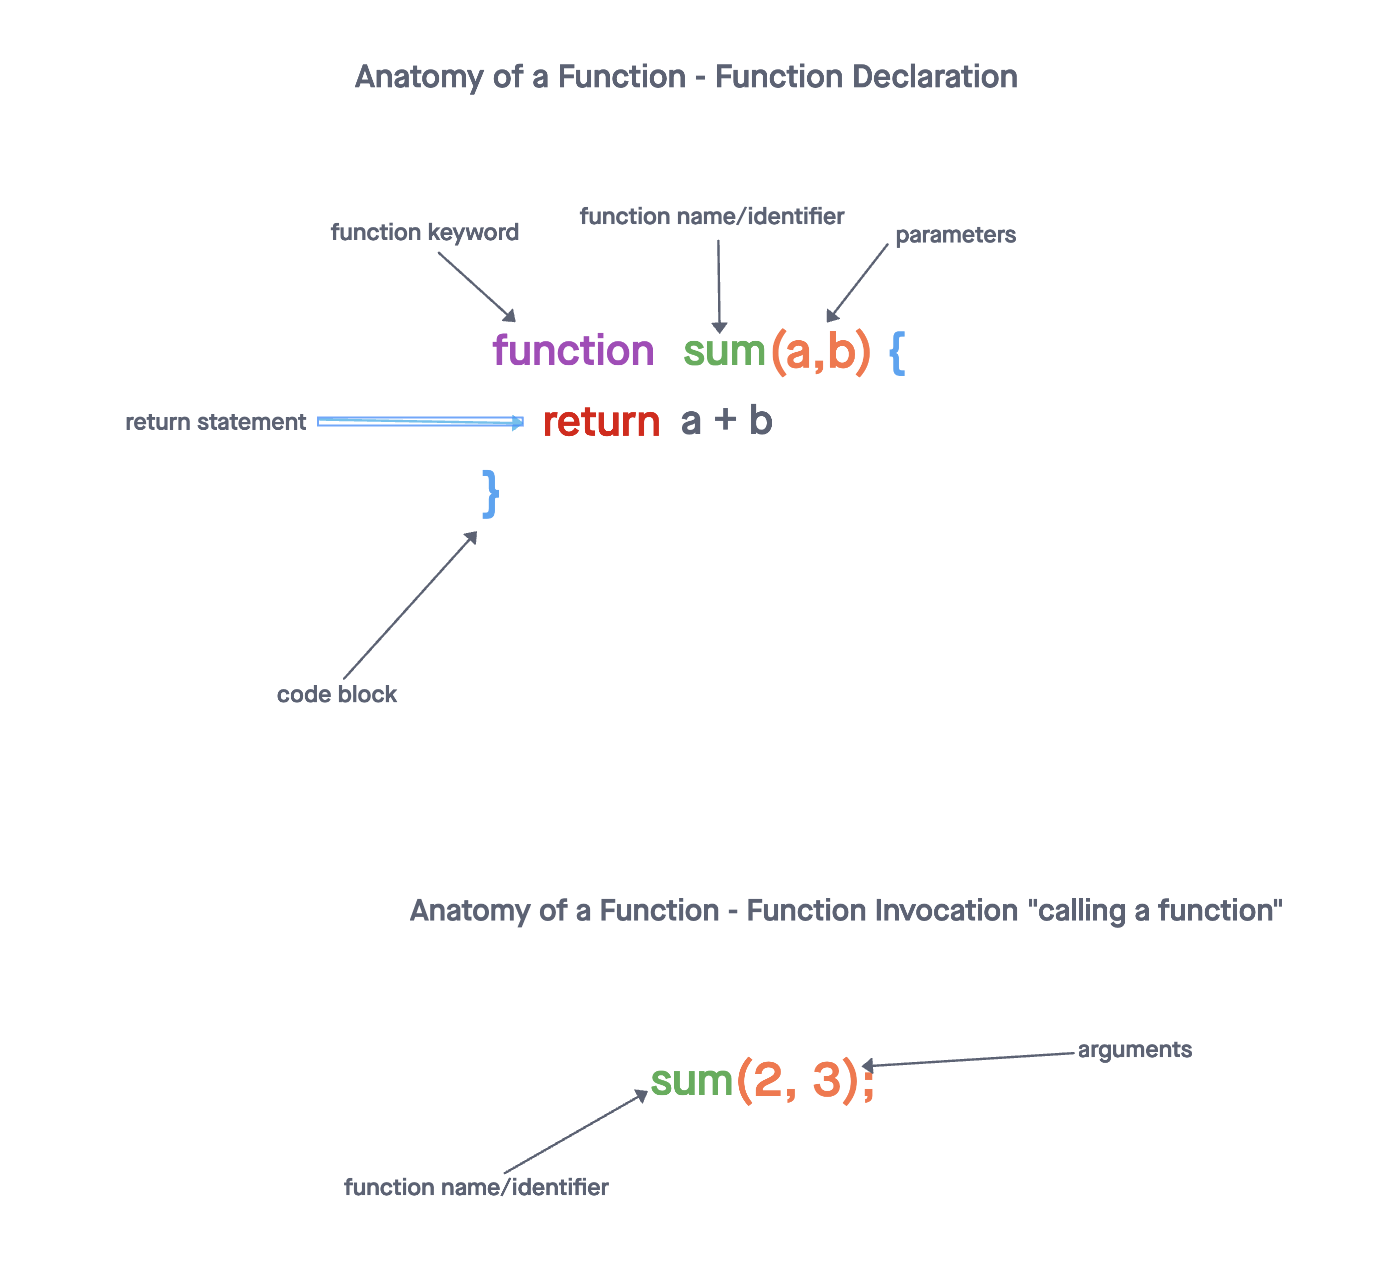 Anatomy of a Function - Function Declaration
function name/identifier
function keyword
parameters
function sum(a,b) {
return statement
return a + b
}
code block
Anatomy of a Function - Function Invocation "calling a function"
arguments
sum(2, 3);
function name/identifier